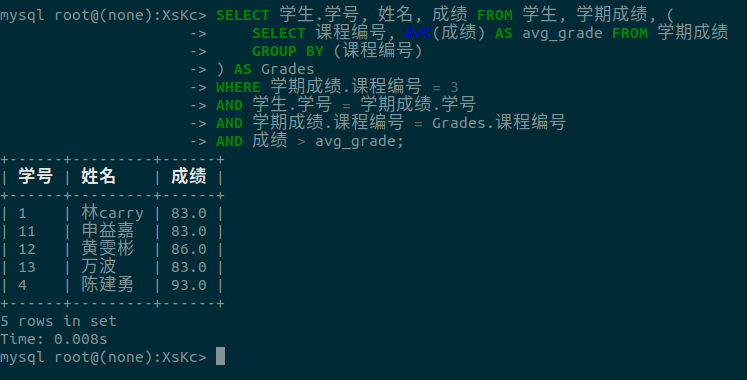 mysql root@(none):XsKc> SELECT 学生.学号, 姓名, 成绩 FROM 学生, 学期成绩, (
-> SELECT 课程编号, AVG(成绩) AS avg_grade FROM 学期成绩
-> GROUP BY (课程编号)
-> ) AS Grades
-> WHERE 学期成绩.课程编号 = 3
-> AND 学生.学号 = 学期成绩.学号
-> AND 学期成绩.课程编号 = Grades.课程编号
-> AND 成绩 > avg_grade;
+------+---------+------+
| 学号 | 姓名 | 成绩 |
+------+---------+------+
| 1 | 林carry | 83.0 |
| 11 | 申益嘉 | 83.0 |
| 12 | 黄雯彬 | 86.0 |
| 13 | 万波 | 83.0 |
| 4 | 陈建勇 | 93.0 |
+------+---------+------+
5 rows in set
Time: 0.008s
mysql root@(none):XsKc>